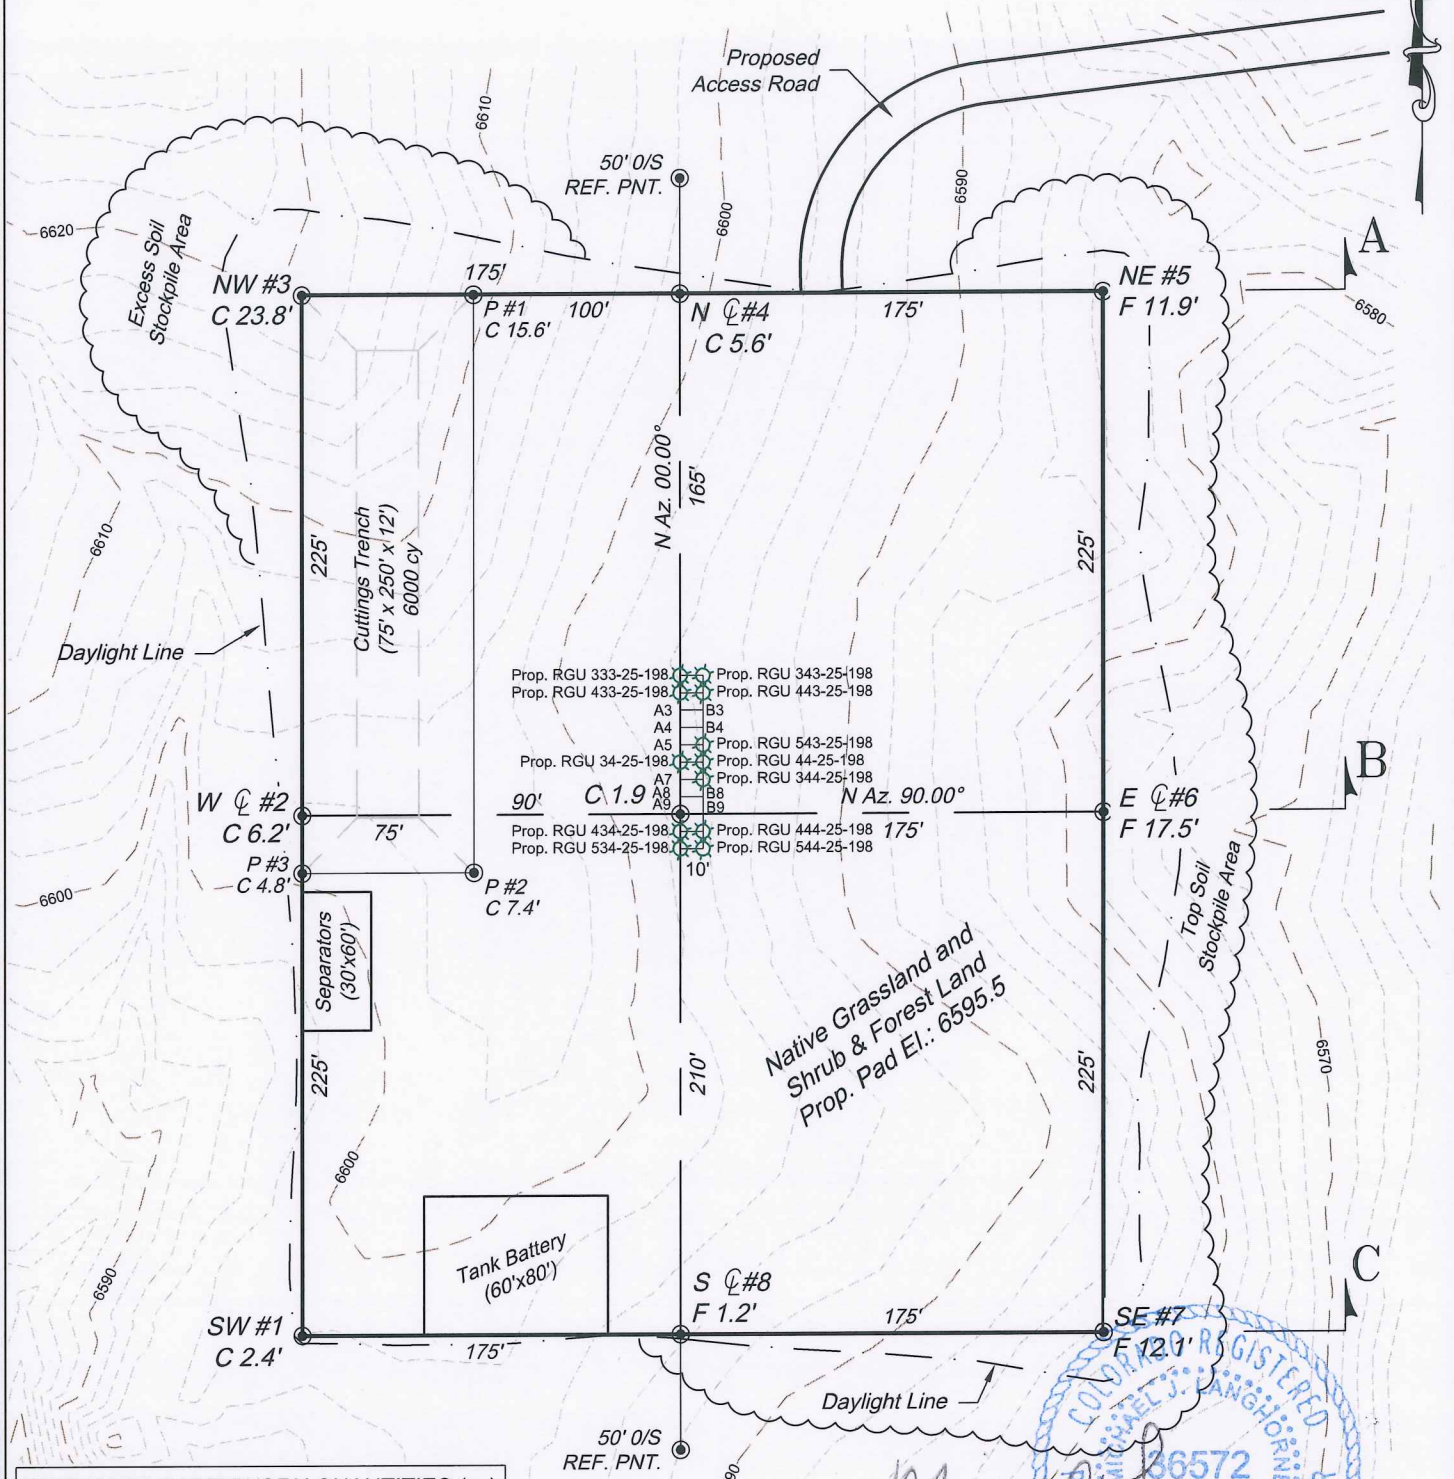 Proposed
Access Road
6610
50' 0/S
REF. PNT.
6590
6600
6620
Excess Soil
Stockpile Area
A
NW #3
C 23.8'
175'
P #1
C 15.6'
100'
N ℄#4
C 5.6'
175'
NE #5
F 11.9'
6580
N Az. 00.00°
165'
6610
225'
Cuttings Trench
(75' x 250' x 12')
6000 cy
225'
Daylight Line
Prop. RGU 333-25-198
Prop. RGU 343-25-198
Prop. RGU 433-25-198
Prop. RGU 443-25-198
A3
B3
A4
B4
A5
Prop. RGU 543-25-198
Prop. RGU 34-25-198
Prop. RGU 44-25-198
A7
Prop. RGU 344-25-198
A8
B8
A9
B9
B
W ℄ #2
C 6.2'
90'
75'
C 1.9
N Az. 90.00°
175'
E ℄#6
F 17.5'
Prop. RGU 434-25-198
Prop. RGU 444-25-198
Prop. RGU 534-25-198
Prop. RGU 544-25-198
10'
P #3
C 4.8'
P #2
C 7.4'
6600
Top Soil
Stockpile Area
Separators
(30'x60')
Native Grassland and
Shrub & Forest Land
Prop. Pad El.: 6595.5
225'
210'
225'
6570
6600
6590
Tank Battery
(60'x80')
S ℄#8
F 1.2'
C
SW #1
C 2.4'
175'
175'
SE #7
F 12.1'
Daylight Line
50' 0/S
REF. PNT.
COLORADO REGISTERED
MICHAEL J. LANGHORNE
36572